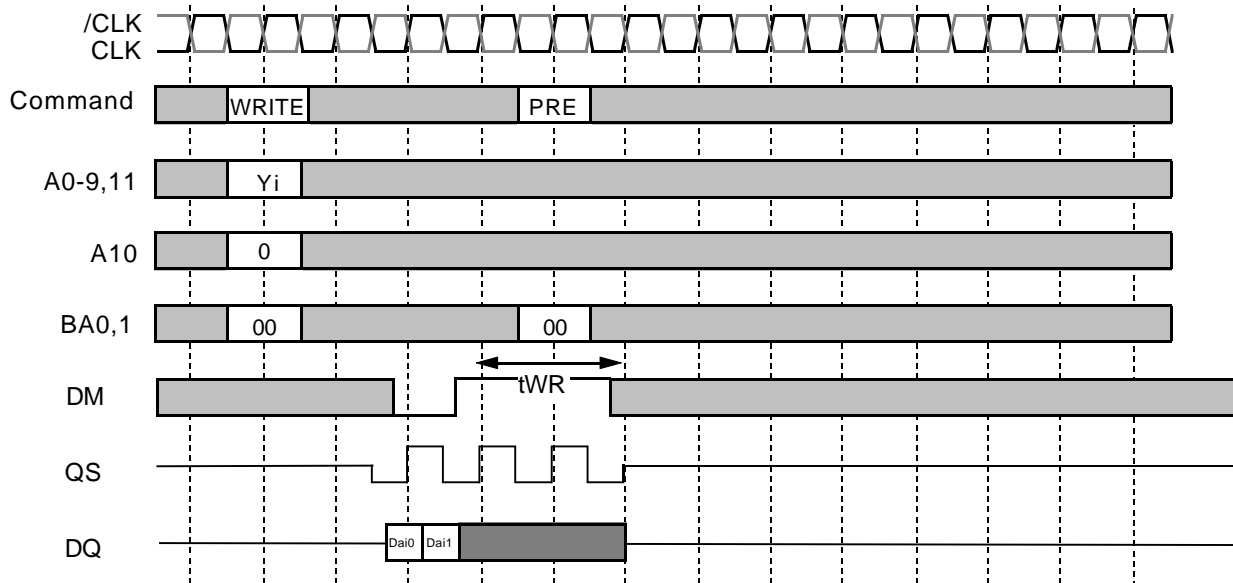 /CLK
CLK
Command WRITE PRE
A0-9,11 Yi
A10 0
BA0,1 00 00
DM tWR
QS
DQ Dai0 Dai1